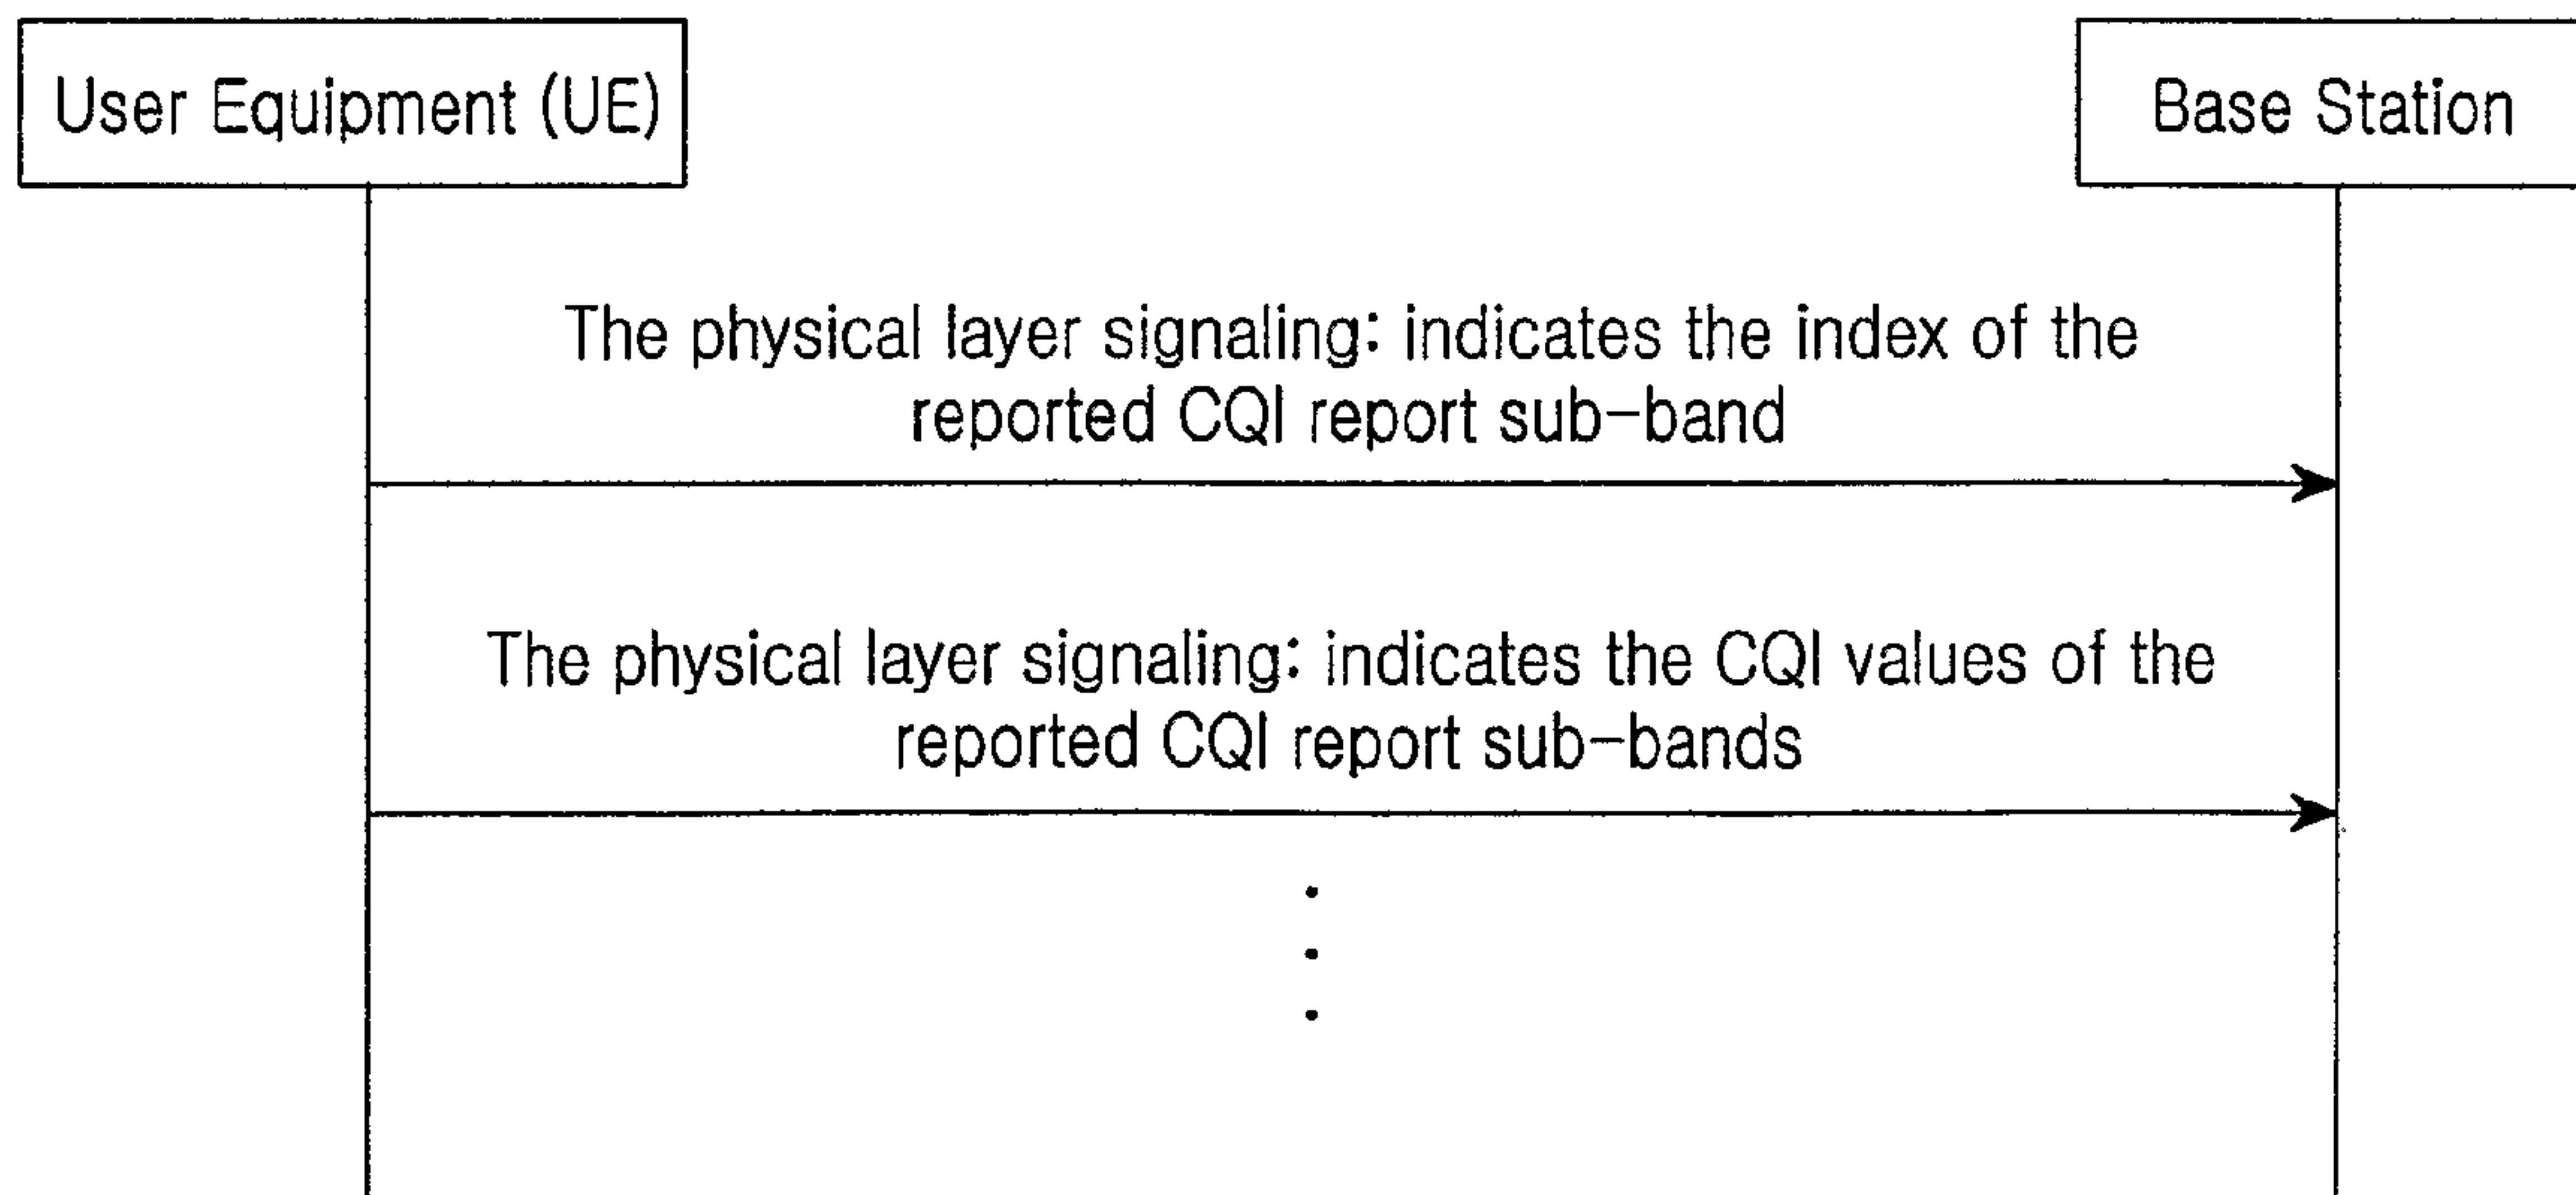 User Equipment (UE)
Base Station
The physical layer signaling: indicates the index of the
reported CQI report sub-band
The physical layer signaling: indicates the CQI values of the
reported CQI report sub-bands